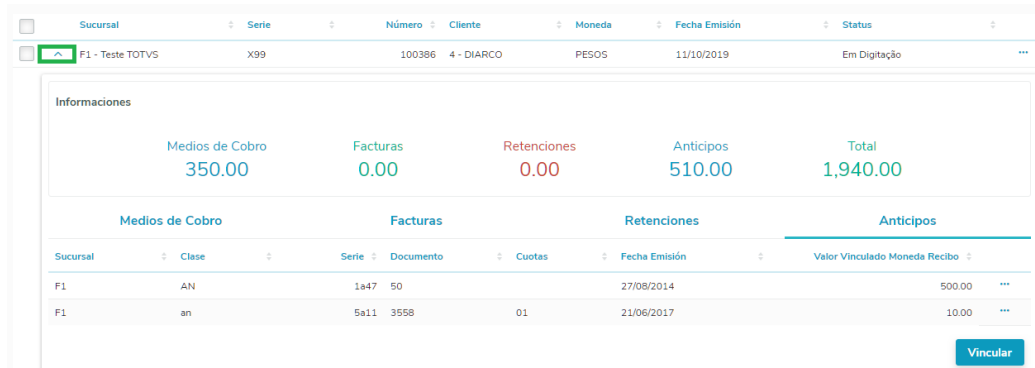 Sucursal Serie Número Cliente Moneda Fecha Emisión Status
F1 - Teste TOTVS X99 100386 4 - DIARCO PESOS 11/10/2019 Em Digitação ...
Informaciones
Medios de Cobro Facturas Retenciones Anticipos Total
350.00 0.00 0.00 510.00 1,940.00
Medios de Cobro Facturas Retenciones Anticipos
Sucursal Clase Serie Documento Cuotas Fecha Emisión Valor Vinculado Moneda Recibo
F1 AN 1a47 50 27/08/2014 500.00 ...
F1 an 5a11 3558 01 21/06/2017 10.00 ...
Vincular